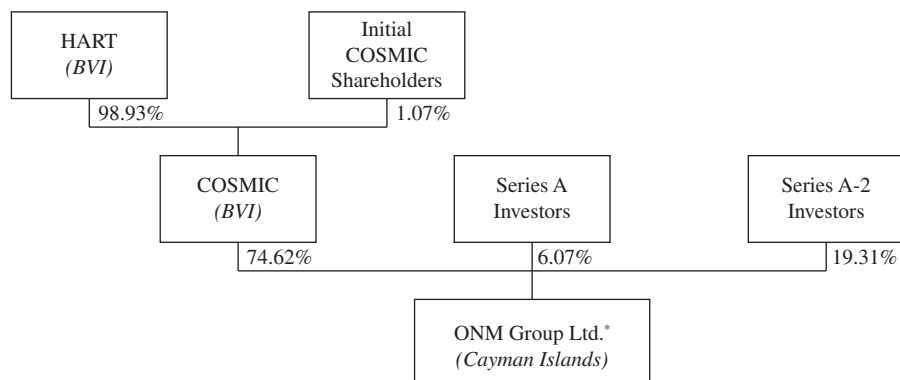 HART
(BVI)
Initial
COSMIC
Shareholders
98.93%
1.07%
COSMIC
(BVI)
Series A
Investors
Series A-2
Investors
74.62%
6.07%
19.31%
ONM Group Ltd.*
(Cayman Islands)